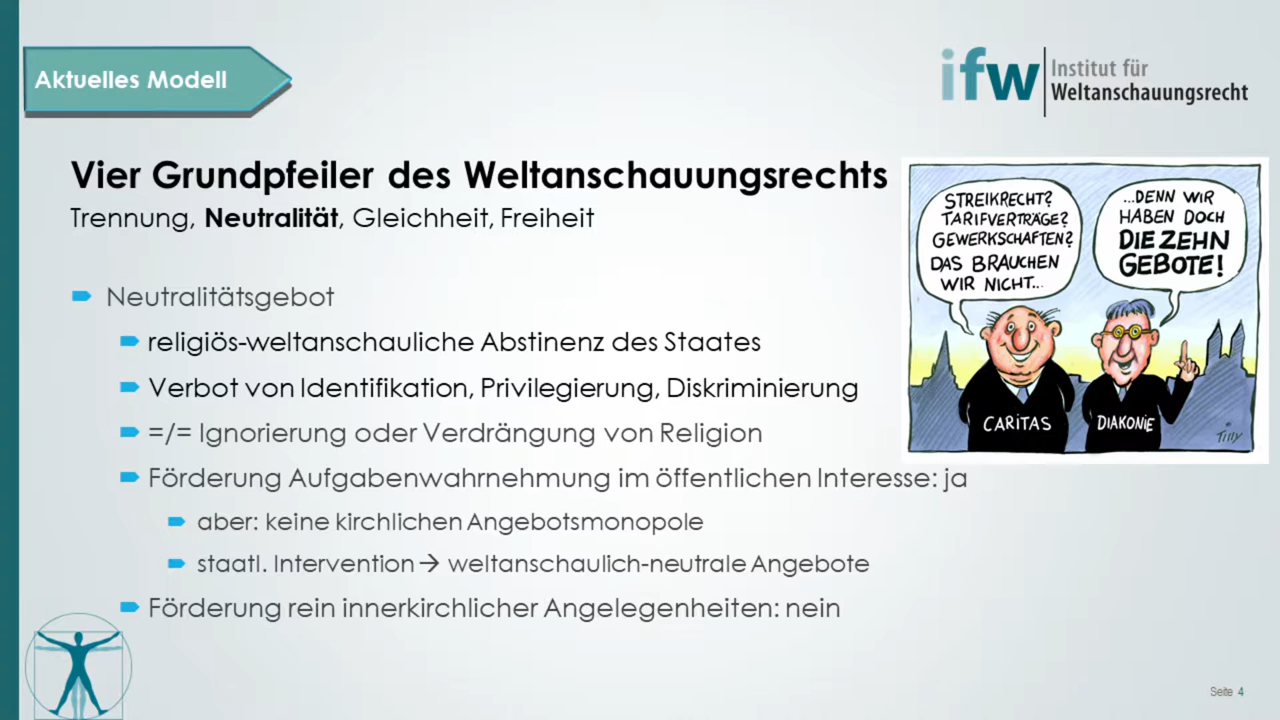 Aktuelles Modell
ifw
Institut für
Weltanschauungsrecht
Vier Grundpfeiler des Weltanschauungsrechts
Trennung, Neutralität, Gleichheit, Freiheit
Neutralitätsgebot
religiös-weltanschauliche Abstinenz des Staates
Verbot von Identifikation, Privilegierung, Diskriminierung
=/= Ignorierung oder Verdrängung von Religion
Förderung Aufgabenwahrnehmung im öffentlichen Interesse: ja
aber: keine kirchlichen Angebotsmonopole
staatl. Intervention → weltanschaulich-neutrale Angebote
Förderung rein innerkirchlicher Angelegenheiten: nein
STREIKRECHT?
TARIFVERTRÄGE?
GEWERKSCHAFTEN?
DAS BRAUCHEN
WIR NICHT...
...DENN WIR
HABEN DOCH
DIE ZEHN
GEBOTE!
CARITAS
DIAKONIE
Tilly
Seite 4